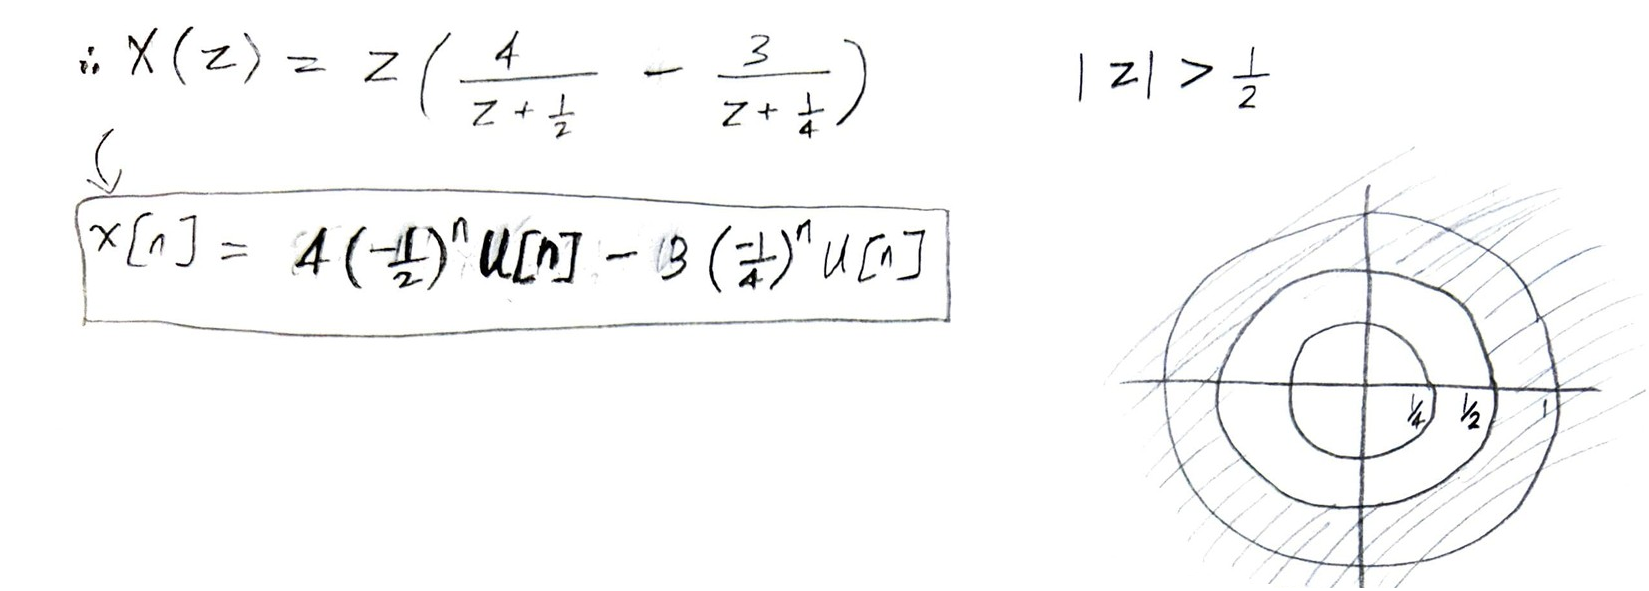 ∴ X(z) = z ( 4/(z + 1/2) − 3/(z + 1/4) )
|z| > 1/2
x[n] = 4(-1/2)^n u[n] − 3(-1/4)^n u[n]
1/4 1/2 1